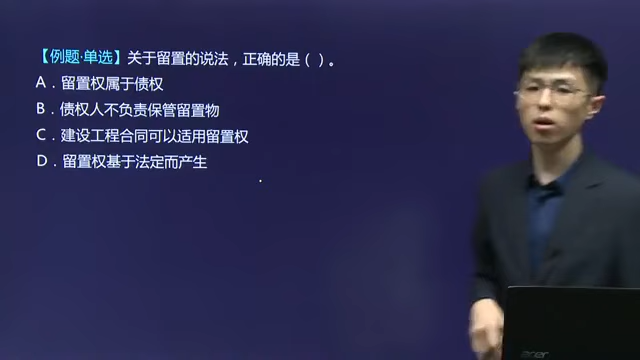 【例题·单选】关于留置的说法，正确的是（ ）。
A．留置权属于债权
B．债权人不负责保管留置物
C．建设工程合同可以适用留置权
D．留置权基于法定而产生
acer